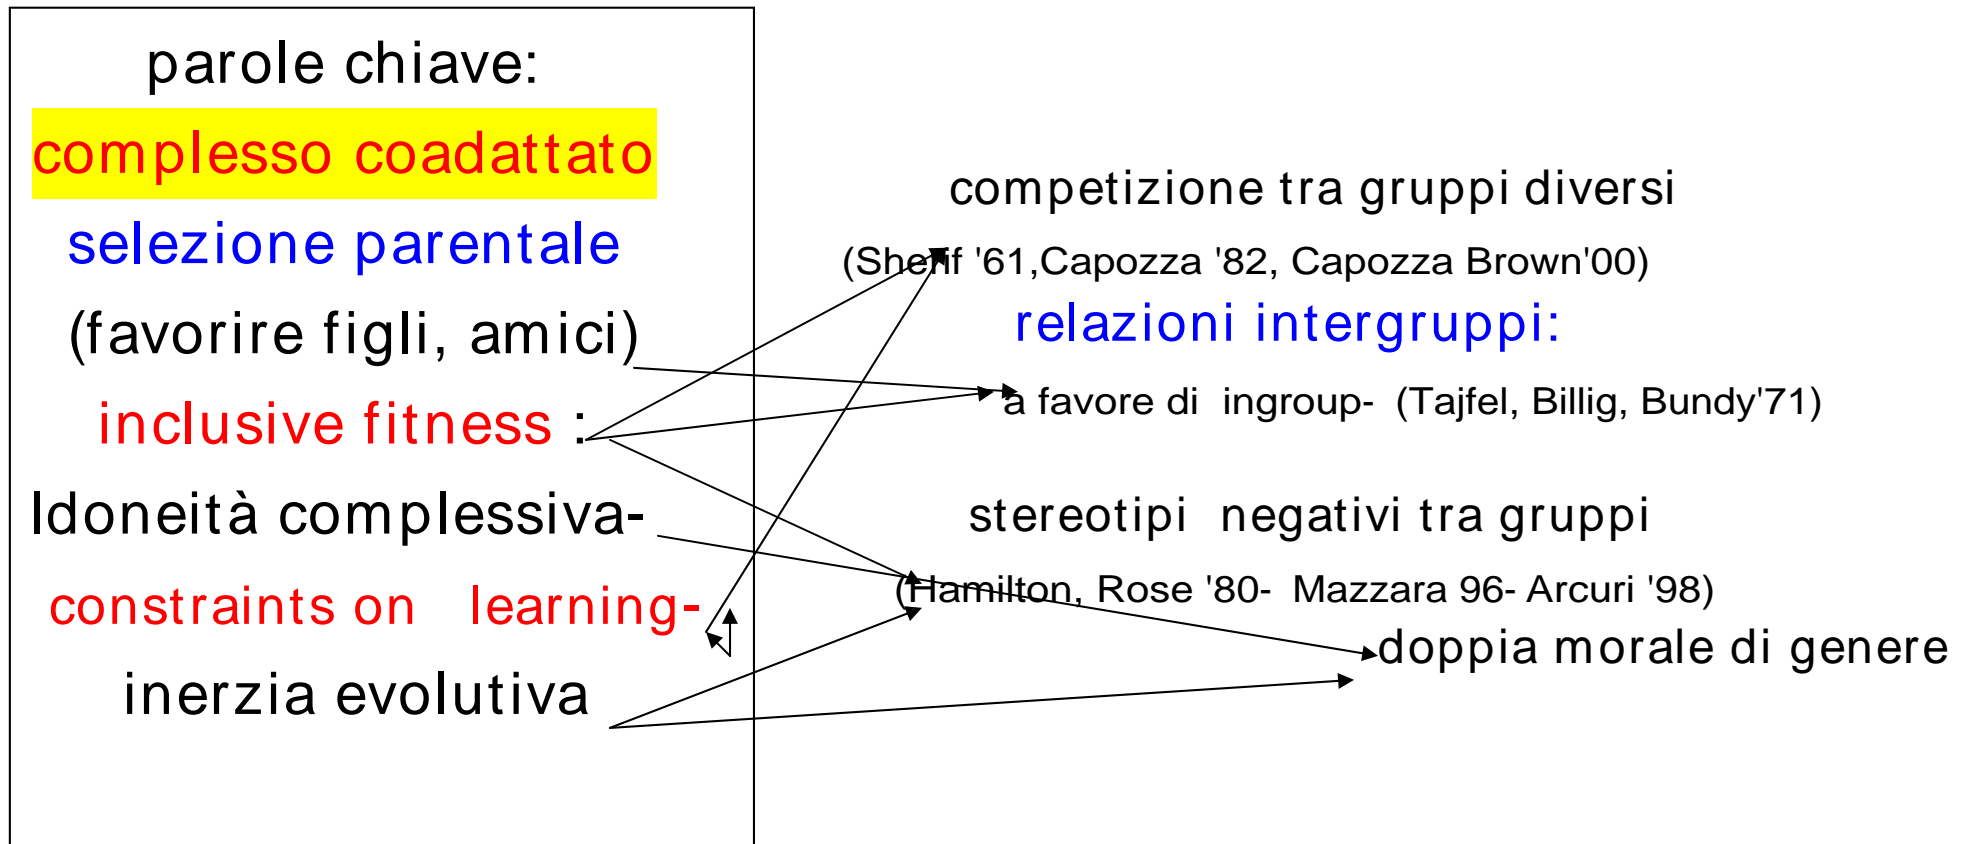 parole chiave:
complesso coadattato
selezione parentale
(favorire figli, amici)
inclusive fitness :
Idoneità complessiva-
constraints on learning-
inerzia evolutiva
competizione tra gruppi diversi
(Sherif '61,Capozza '82, Capozza Brown'00)
relazioni intergruppi:
a favore di ingroup- (Tajfel, Billig, Bundy'71)
stereotipi negativi tra gruppi
(Hamilton, Rose '80- Mazzara 96- Arcuri '98)
doppia morale di genere